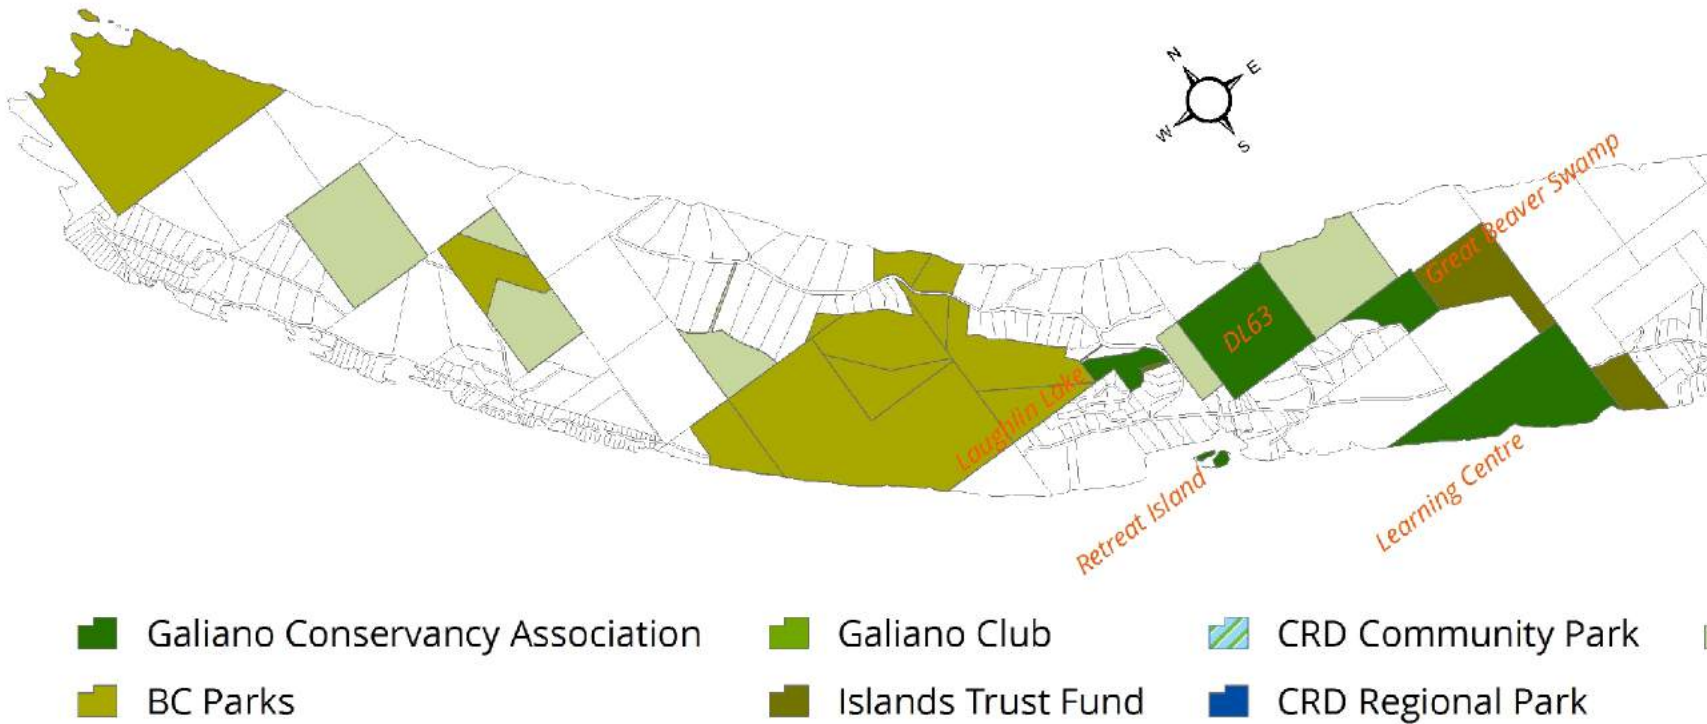 N
E
W
S
Great Beaver Swamp
DL63
Laughlin Lake
Retreat Island
Learning Centre
Galiano Conservancy Association
Galiano Club
CRD Community Park
BC Parks
Islands Trust Fund
CRD Regional Park